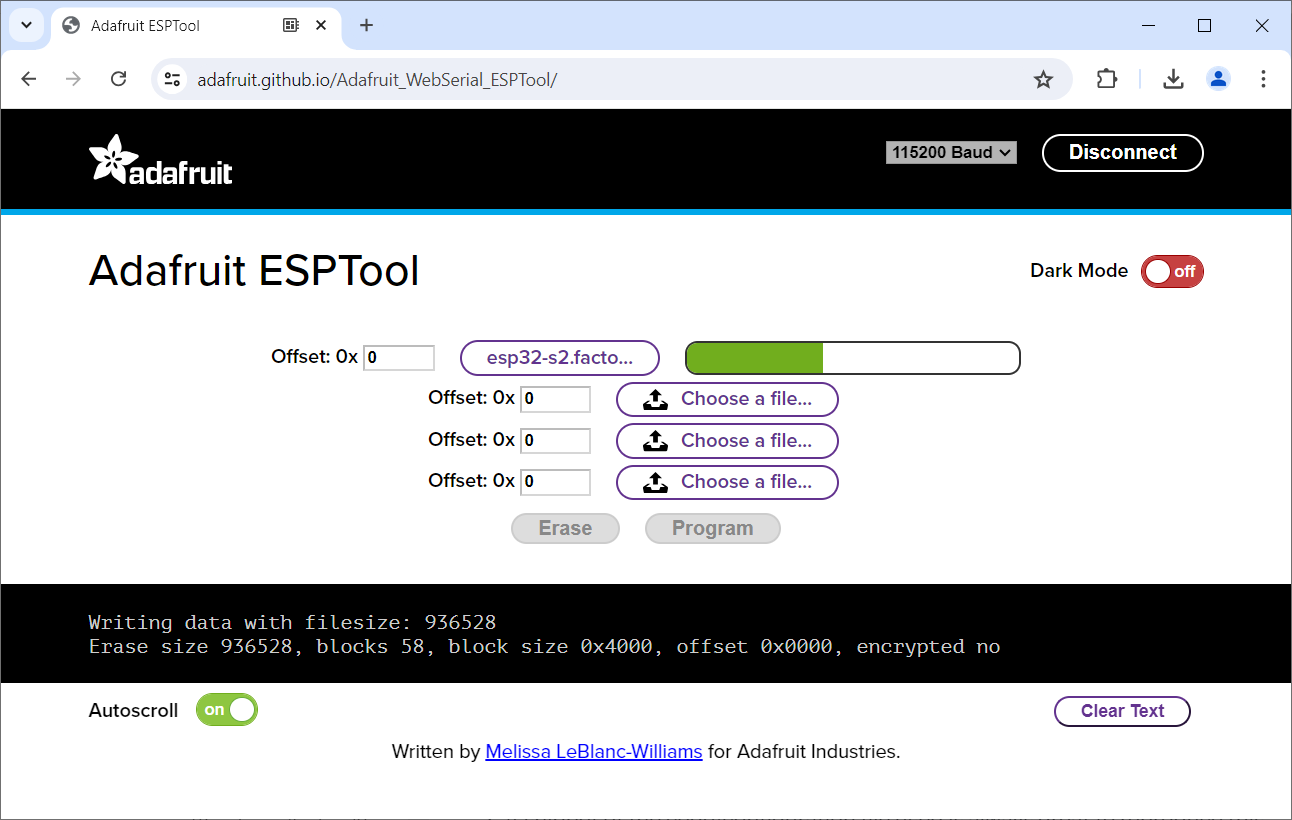 Adafruit ESPTool
adafruit.github.io/Adafruit_WebSerial_ESPTool/
adafruit
115200 Baud
Disconnect
Adafruit ESPTool
Dark Mode off
Offset: 0x 0 esp32-s2.facto...
Offset: 0x 0 Choose a file...
Offset: 0x 0 Choose a file...
Offset: 0x 0 Choose a file...
Erase Program
Writing data with filesize: 936528
Erase size 936528, blocks 58, block size 0x4000, offset 0x0000, encrypted no
Autoscroll on
Clear Text
Written by Melissa LeBlanc-Williams for Adafruit Industries.